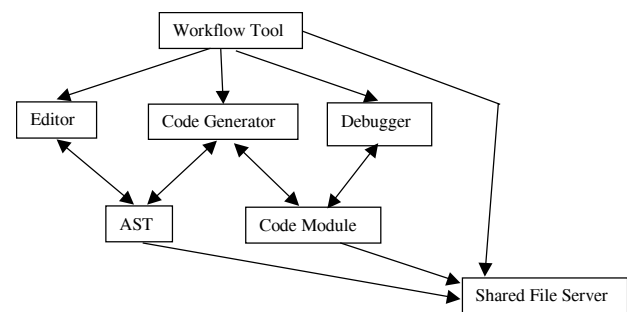 Workflow Tool
Editor
Code Generator
Debugger
AST
Code Module
Shared File Server